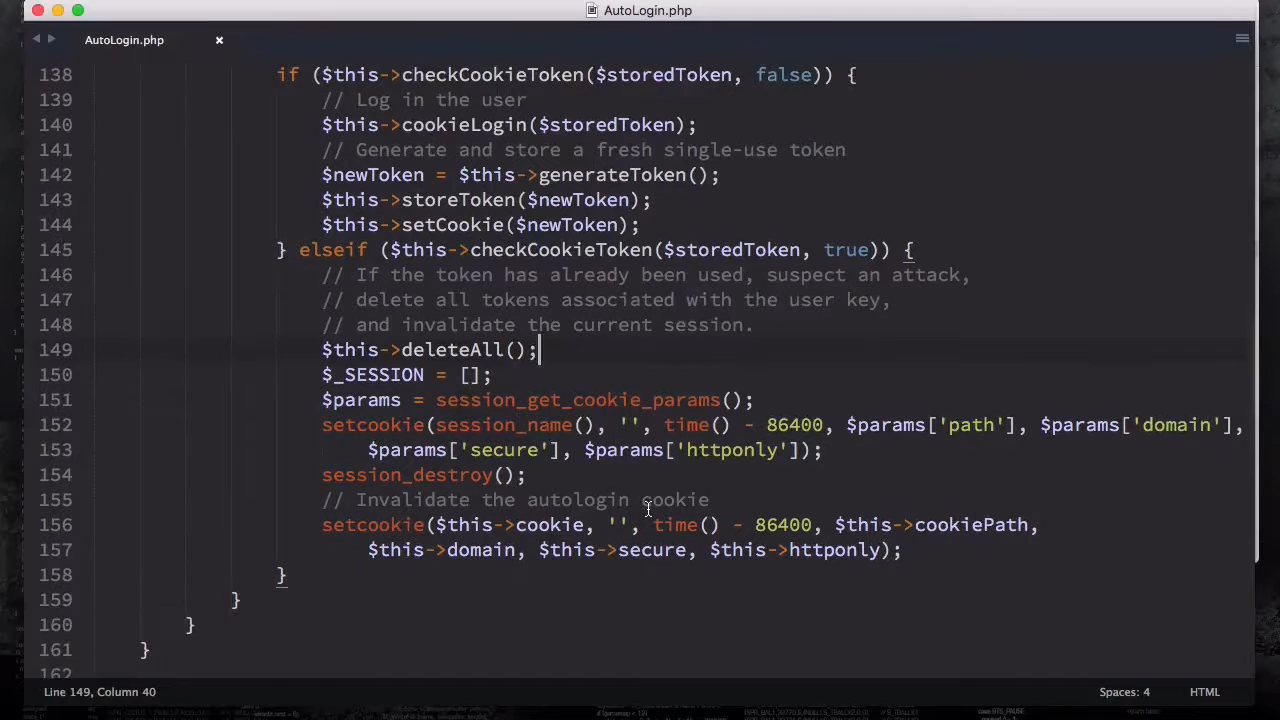 AutoLogin.php
AutoLogin.php ×
138 if ($this->checkCookieToken($storedToken, false)) {
139 // Log in the user
140 $this->cookieLogin($storedToken);
141 // Generate and store a fresh single-use token
142 $newToken = $this->generateToken();
143 $this->storeToken($newToken);
144 $this->setCookie($newToken);
145 } elseif ($this->checkCookieToken($storedToken, true)) {
146 // If the token has already been used, suspect an attack,
147 // delete all tokens associated with the user key,
148 // and invalidate the current session.
149 $this->deleteAll();
150 $_SESSION = [];
151 $params = session_get_cookie_params();
152 setcookie(session_name(), '', time() - 86400, $params['path'], $params['domain'],
153 $params['secure'], $params['httponly']);
154 session_destroy();
155 // Invalidate the autologin cookie
156 setcookie($this->cookie, '', time() - 86400, $this->cookiePath,
157 $this->domain, $this->secure, $this->httponly);
158 }
159 }
160 }
161 }
162
Line 149, Column 40 Spaces: 4 HTML